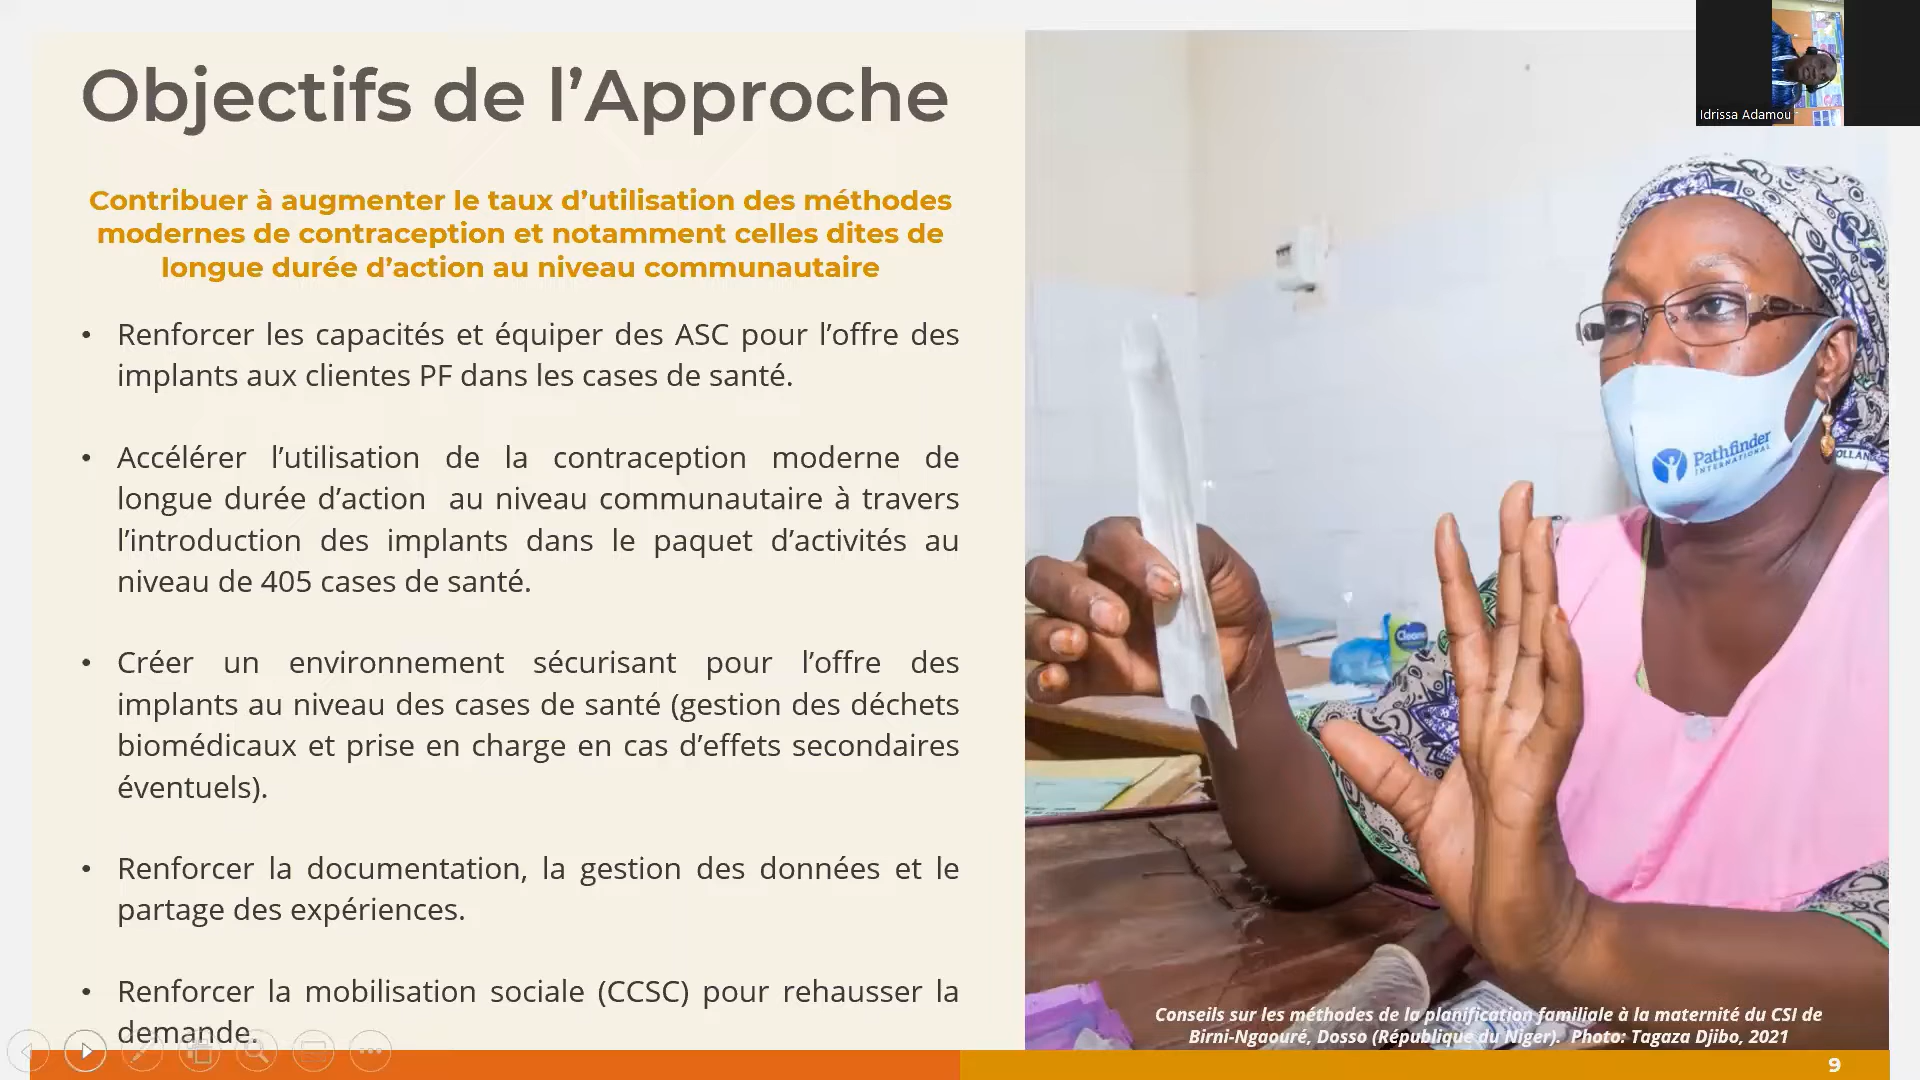 Objectifs de l’Approche
Contribuer à augmenter le taux d’utilisation des méthodes
modernes de contraception et notamment celles dites de
longue durée d’action au niveau communautaire
• Renforcer les capacités et équiper des ASC pour l’offre des
implants aux clientes PF dans les cases de santé.
• Accélérer l’utilisation de la contraception moderne de
longue durée d’action au niveau communautaire à travers
l’introduction des implants dans le paquet d’activités au
niveau de 405 cases de santé.
• Créer un environnement sécurisant pour l’offre des
implants au niveau des cases de santé (gestion des déchets
biomédicaux et prise en charge en cas d’effets secondaires
éventuels).
• Renforcer la documentation, la gestion des données et le
partage des expériences.
• Renforcer la mobilisation sociale (CCSC) pour rehausser la
demande.
Idrissa Adamou
Pathfinder
INTERNATIONAL
Conseils sur les méthodes de la planification familiale à la maternité du CSI de
Birni-Ngaouré, Dosso (République du Niger). Photo: Tagaza Djibo, 2021
9